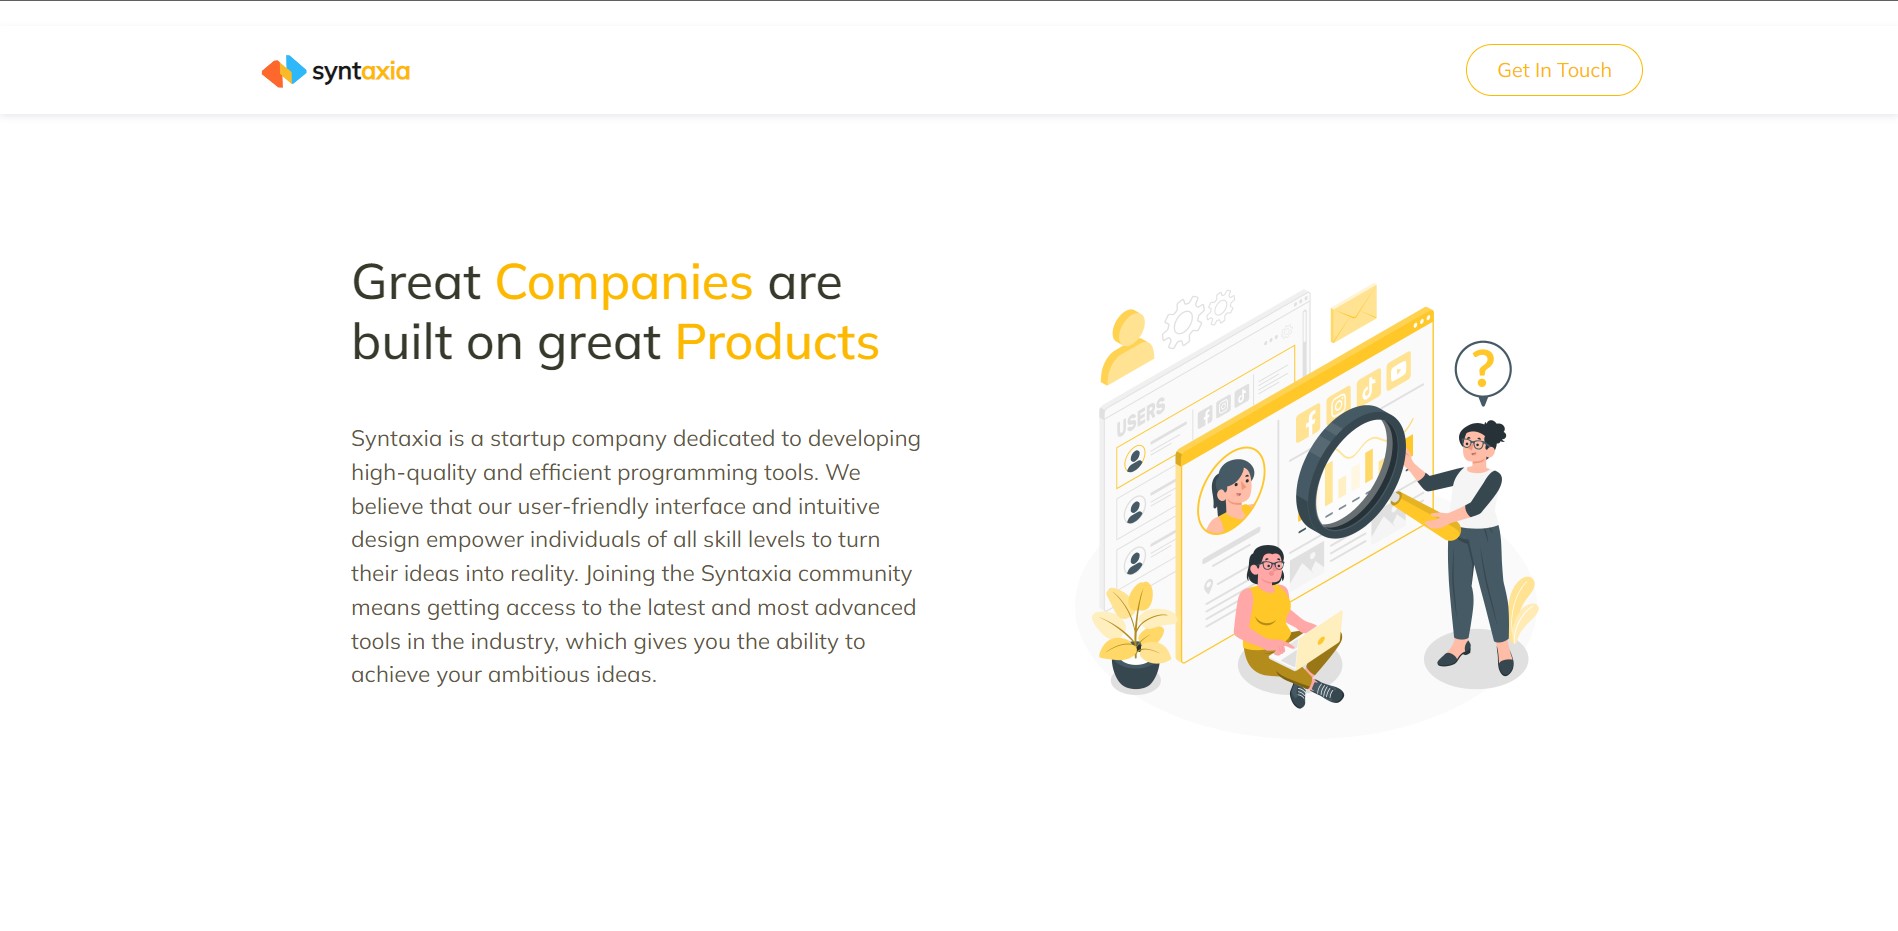 syntaxia
Get In Touch
Great Companies are
built on great Products
Syntaxia is a startup company dedicated to developing
high-quality and efficient programming tools. We
believe that our user-friendly interface and intuitive
design empower individuals of all skill levels to turn
their ideas into reality. Joining the Syntaxia community
means getting access to the latest and most advanced
tools in the industry, which gives you the ability to
achieve your ambitious ideas.
USERS
?